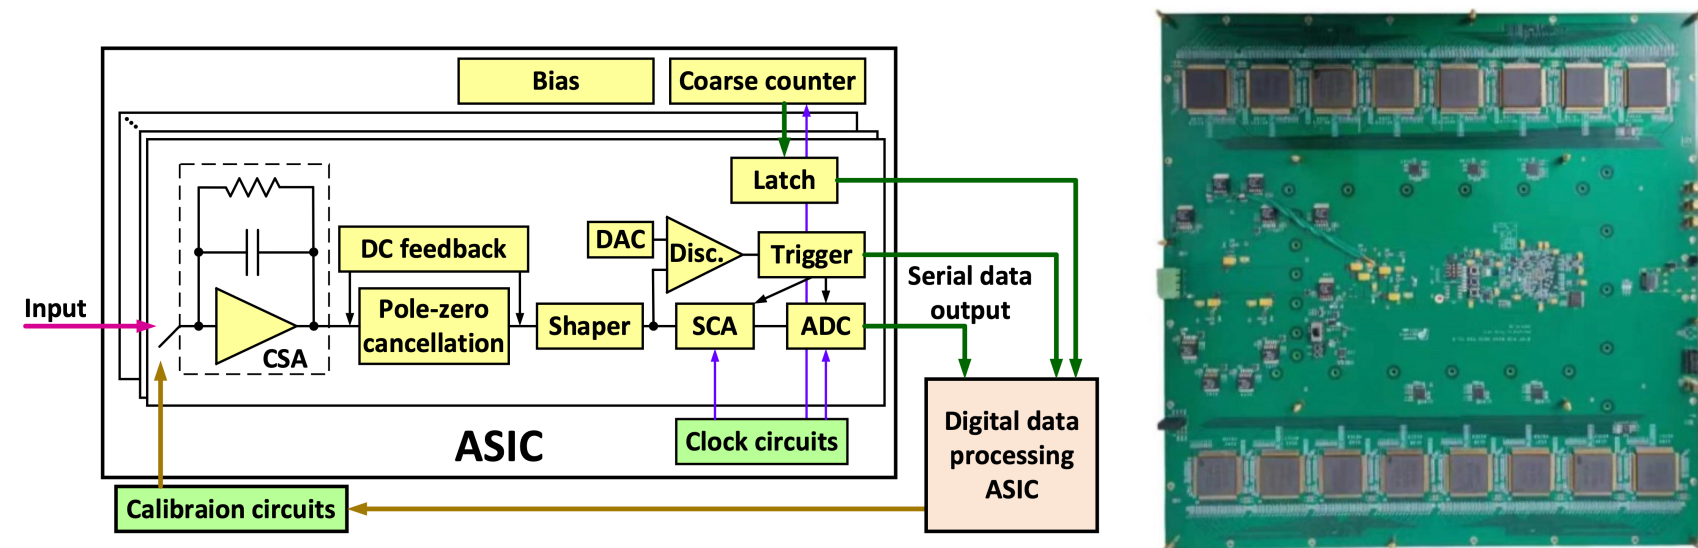 Bias
Coarse counter
Latch
DC feedback
DAC
Disc.
Trigger
Serial data
output
Input
Pole-zero
cancellation
Shaper
SCA
ADC
CSA
ASIC
Clock circuits
Digital data
processing
ASIC
Calibraion circuits